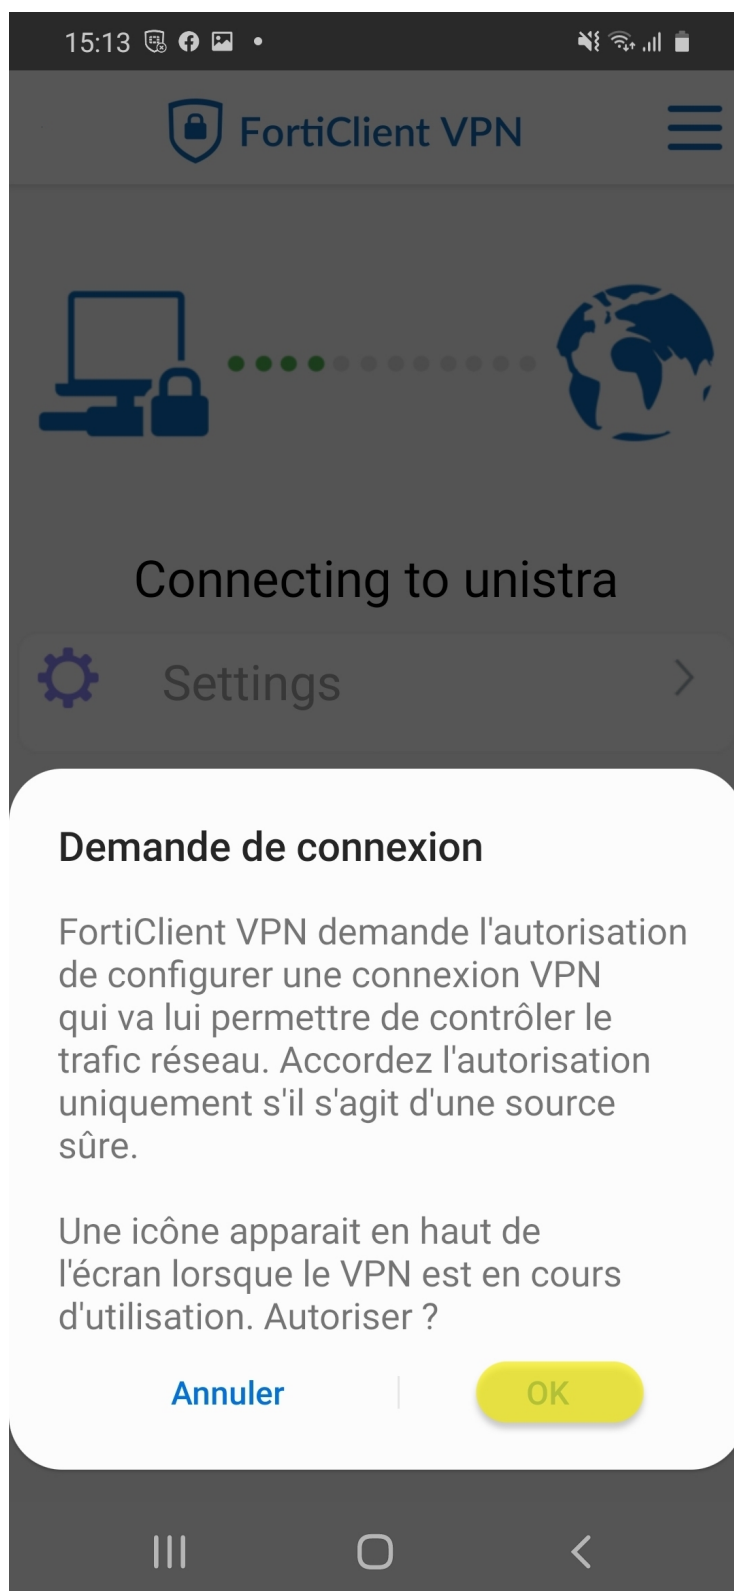 15:13
FortiClient VPN
Connecting to unistra
Settings
Demande de connexion
FortiClient VPN demande l'autorisation
de configurer une connexion VPN
qui va lui permettre de contrôler le
trafic réseau. Accordez l'autorisation
uniquement s'il s'agit d'une source
sûre.
Une icône apparait en haut de
l'écran lorsque le VPN est en cours
d'utilisation. Autoriser ?
Annuler
OK